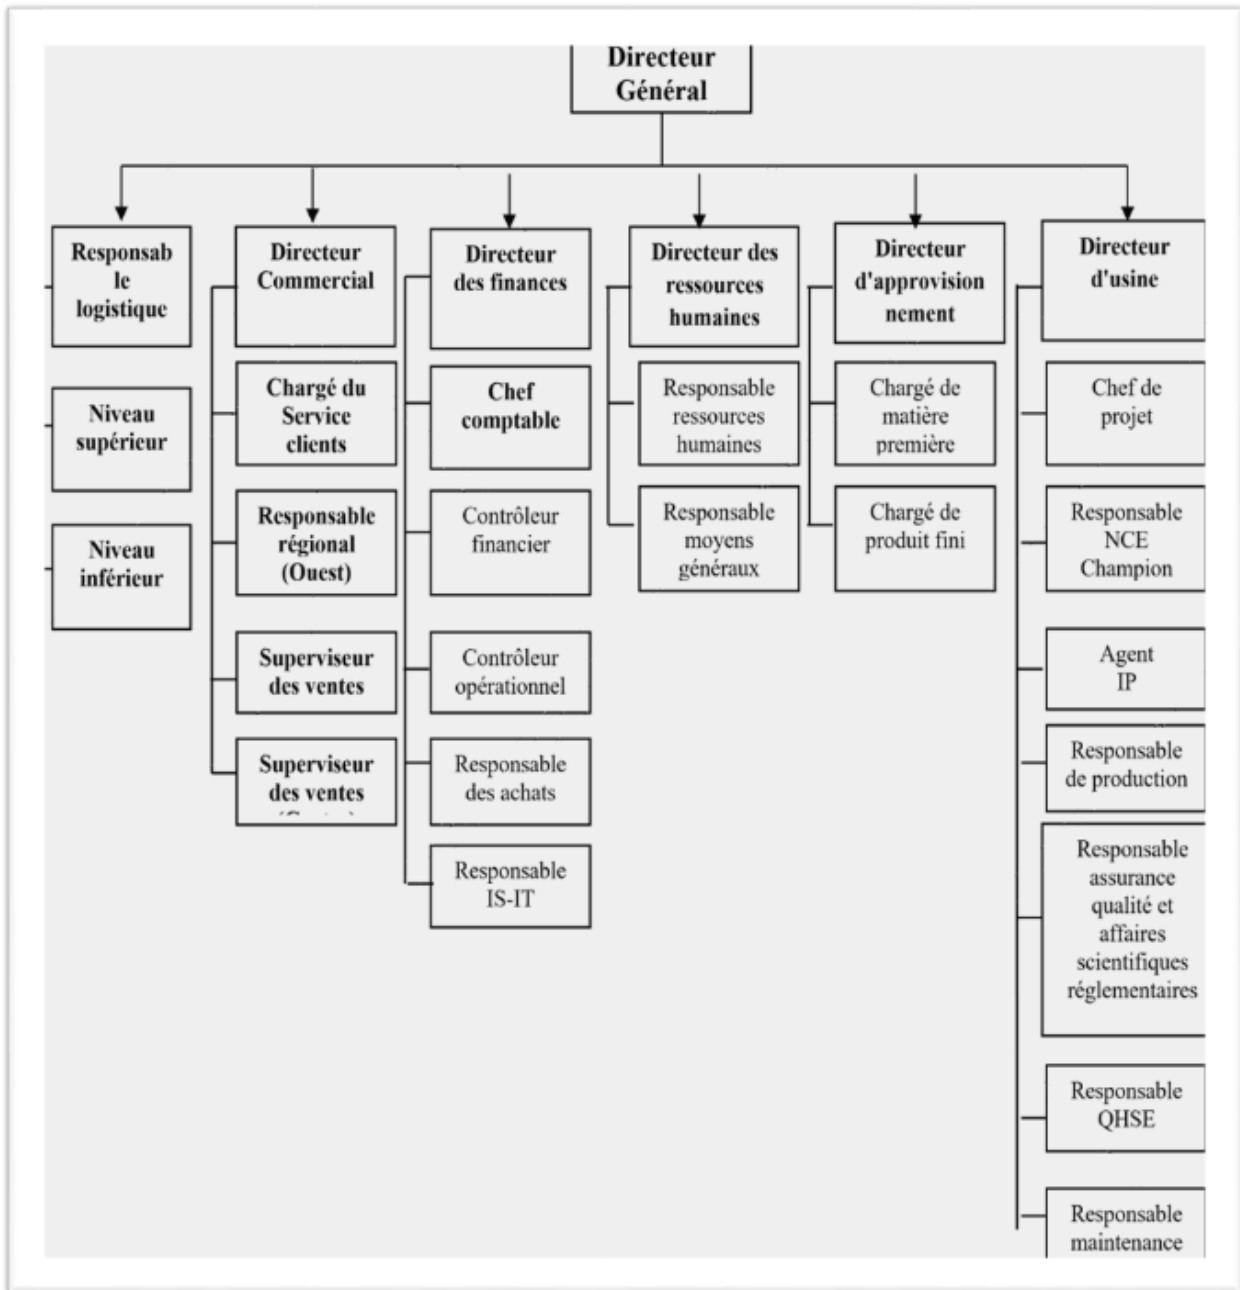 Directeur
Général
Responsab
le
logistique
Niveau
supérieur
Niveau
inférieur
Directeur
Commercial
Chargé du
Service
clients
Responsable
régional
(Ouest)
Superviseur
des ventes
Superviseur
des ventes
Directeur
des finances
Chef
comptable
Contrôleur
financier
Contrôleur
opérationnel
Responsable
des achats
Responsable
IS-IT
Directeur des
ressources
humaines
Responsable
ressources
humaines
Responsable
moyens
généraux
Directeur
d'approvision
nement
Chargé de
matière
première
Chargé de
produit fini
Directeur
d'usine
Chef de
projet
Responsable
NCE
Champion
Agent
IP
Responsable
de production
Responsable
assurance
qualité et
affaires
scientifiques
réglementaires
Responsable
QHSE
Responsable
maintenance